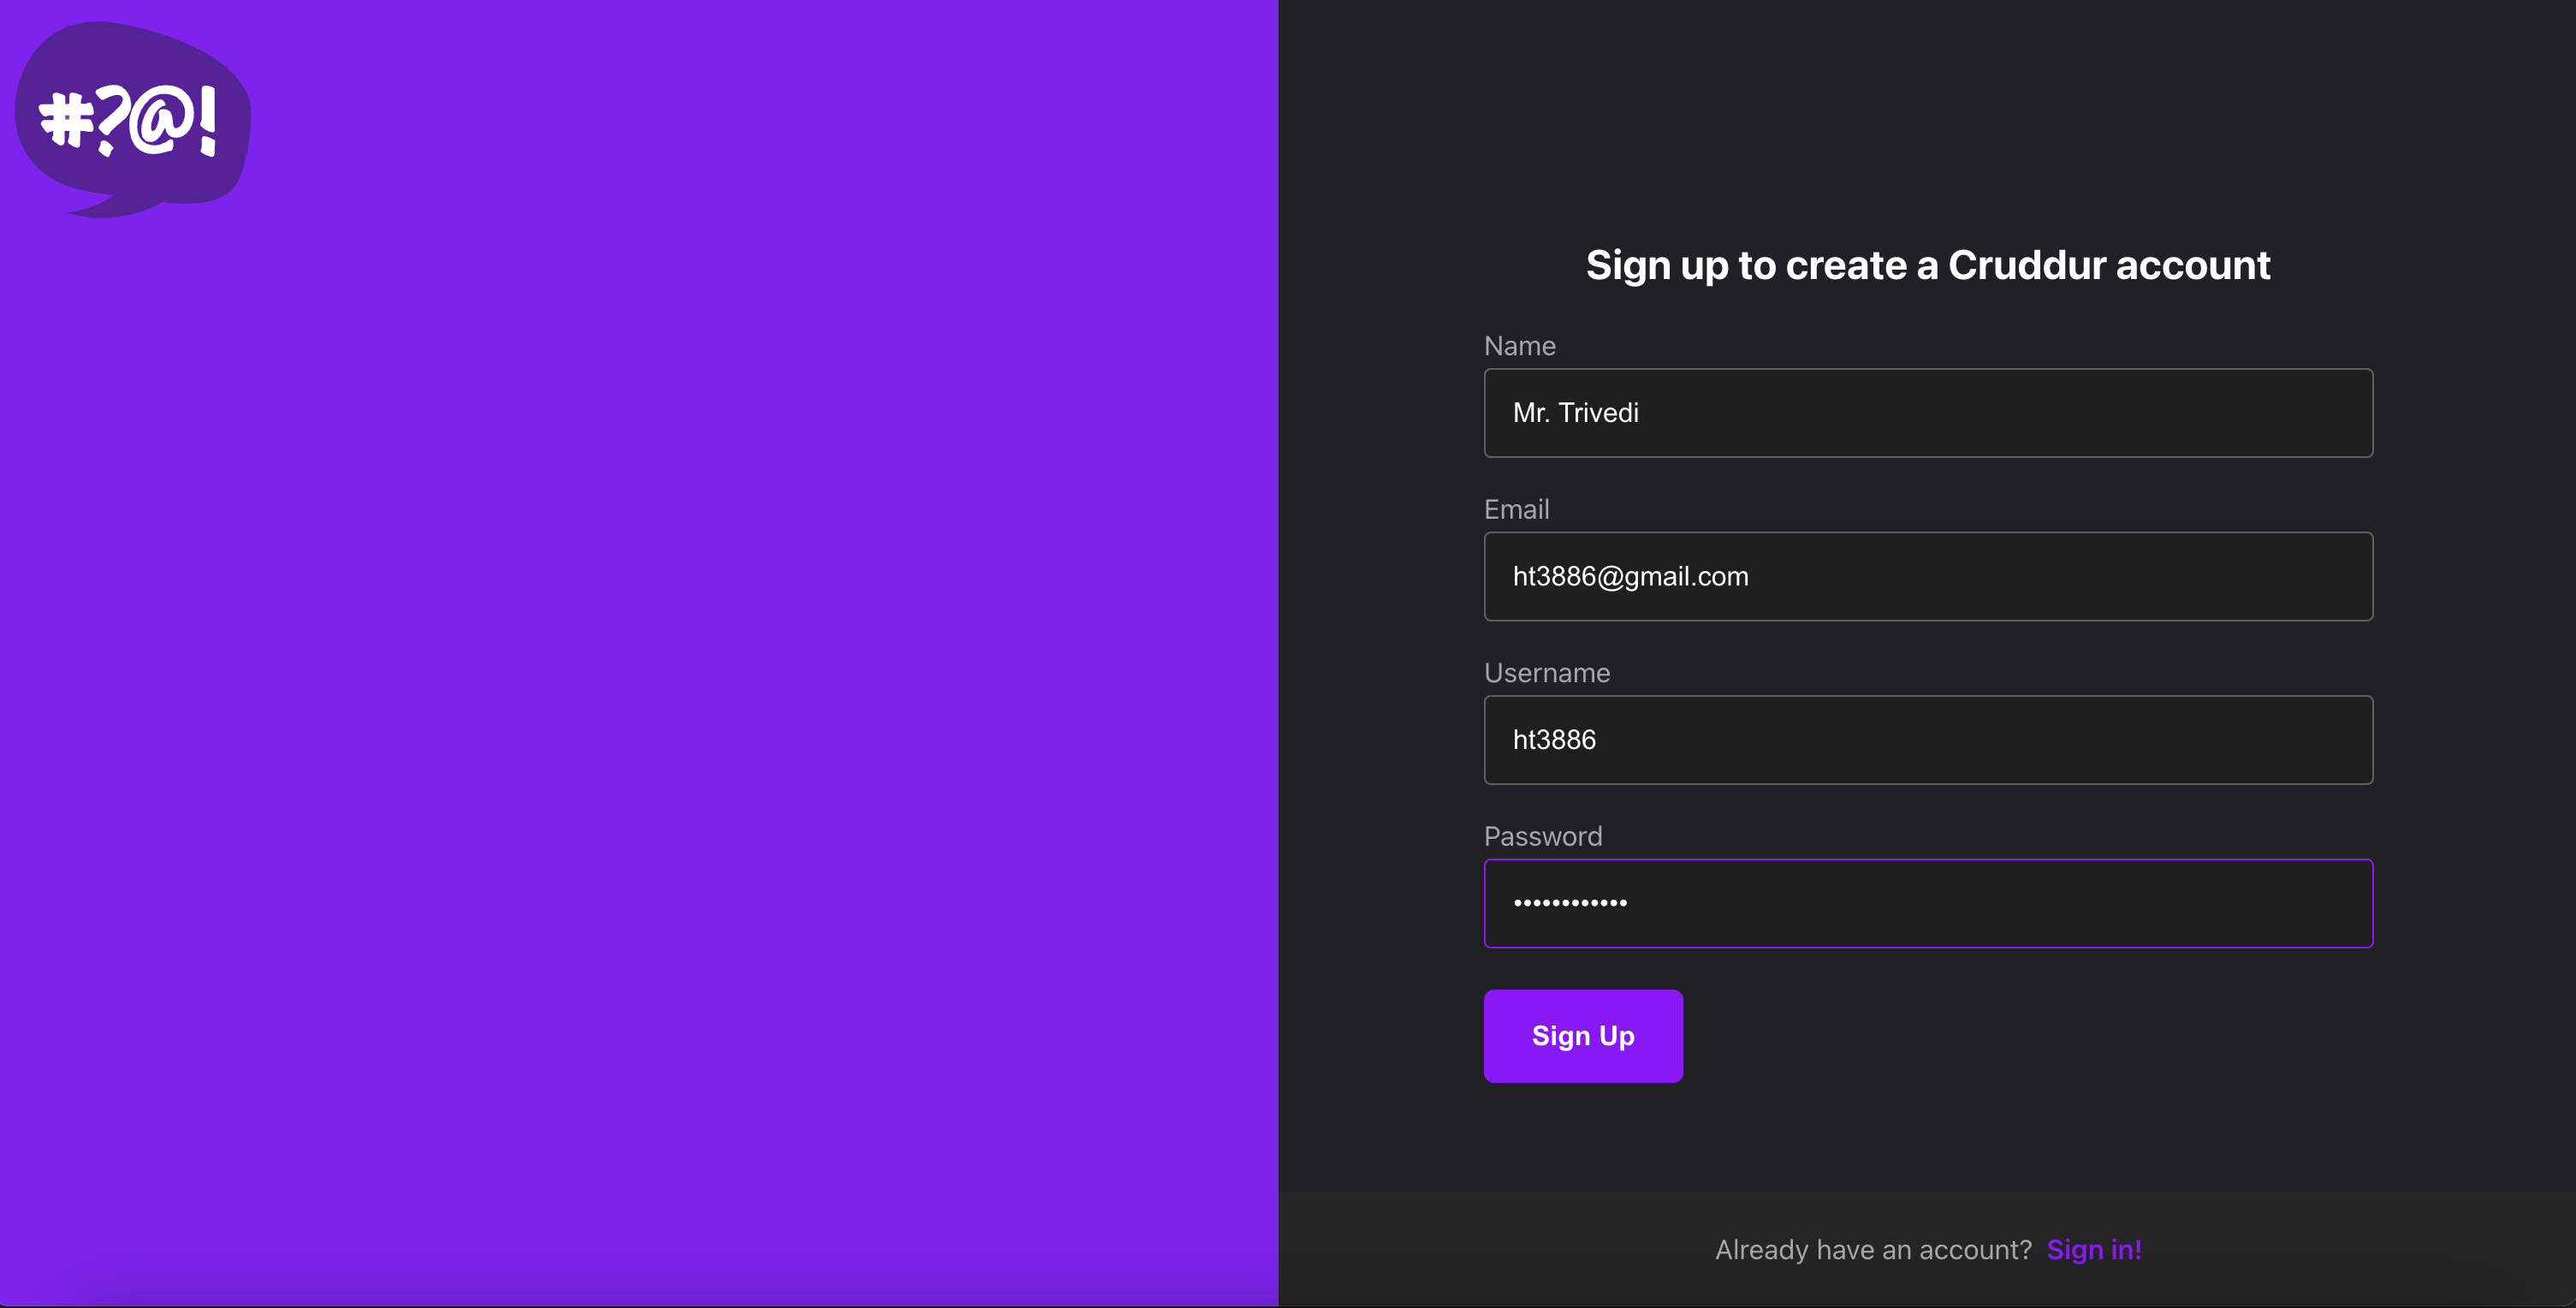 #?@!
Sign up to create a Cruddur account
Name
Mr. Trivedi
Email
ht3886@gmail.com
Username
ht3886
Password
••••••••••••
Sign Up
Already have an account? Sign in!